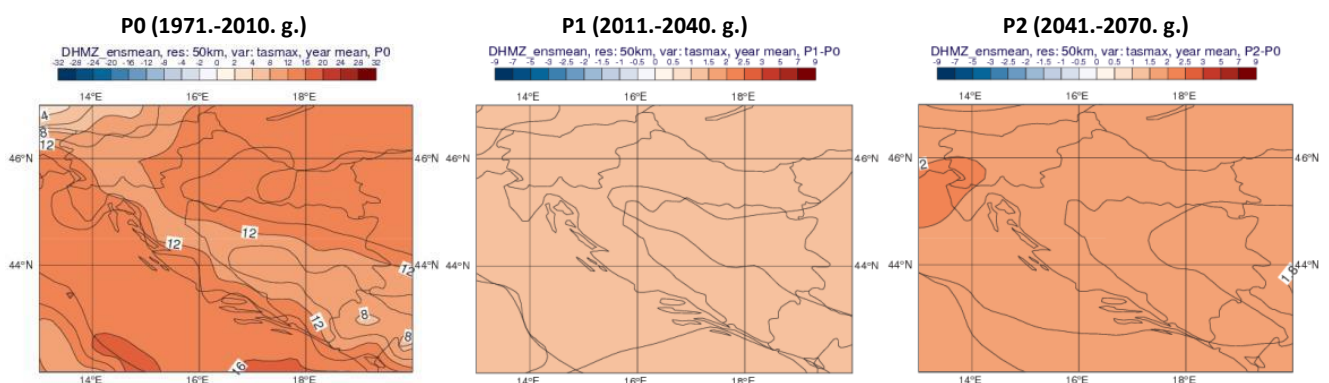 P0 (1971.-2010. g.)
DHMZ_ensmean, res: 50km, var: tasmax, year mean, P0
-32 -28 -24 -20 -16 -12 -8 -4 -2 0 2 4 8 12 16 20 24 28 32
14°E 16°E 18°E
4
8
12
46°N 46°N
12
12
44°N 44°N
12
8
12
8
16
14°E 16°E 18°E
P1 (2011.-2040. g.)
DHMZ_ensmean, res: 50km, var: tasmax, year mean, P1-P0
-9 -7 -5 -3 -2.5 -2 -1.5 -1 -0.5 0 0.5 1 1.5 2 2.5 3 5 7 9
14°E 16°E 18°E
46°N 46°N
44°N 44°N
14°E 16°E 18°E
P2 (2041.-2070. g.)
DHMZ_ensmean, res: 50km, var: tasmax, year mean, P2-P0
-9 -7 -5 -3 -2.5 -2 -1.5 -1 -0.5 0 0.5 1 1.5 2 2.5 3 5 7 9
14°E 16°E 18°E
2
46°N
44°N
1.8
14°E 16°E 18°E